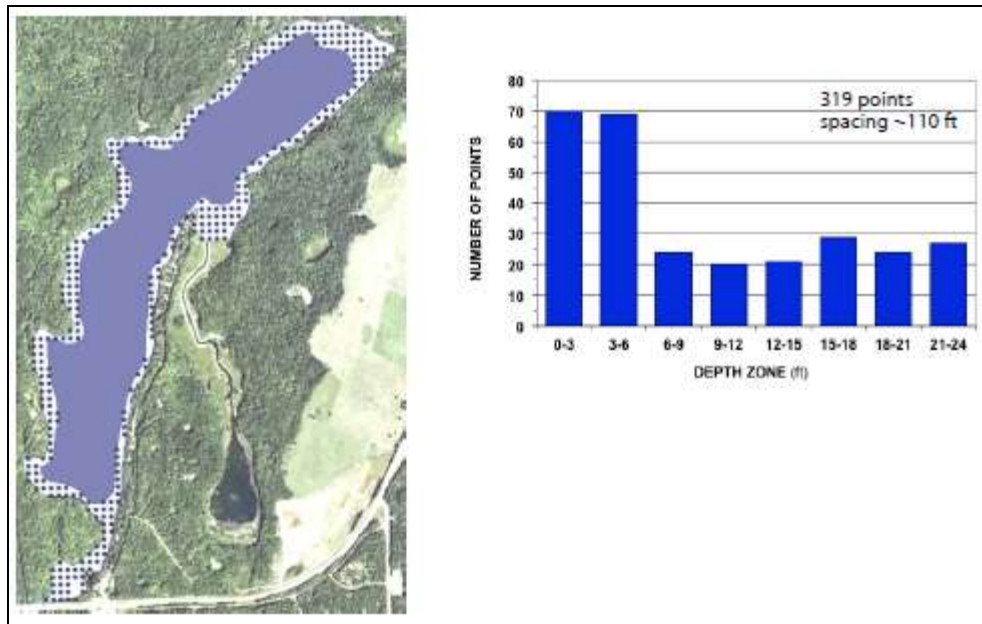 319 points
spacing ~110 ft
NUMBER OF POINTS
80
70
60
50
40
30
20
10
0
0-3 3-6 6-9 9-12 12-15 15-18 18-21 21-24
DEPTH ZONE (ft)